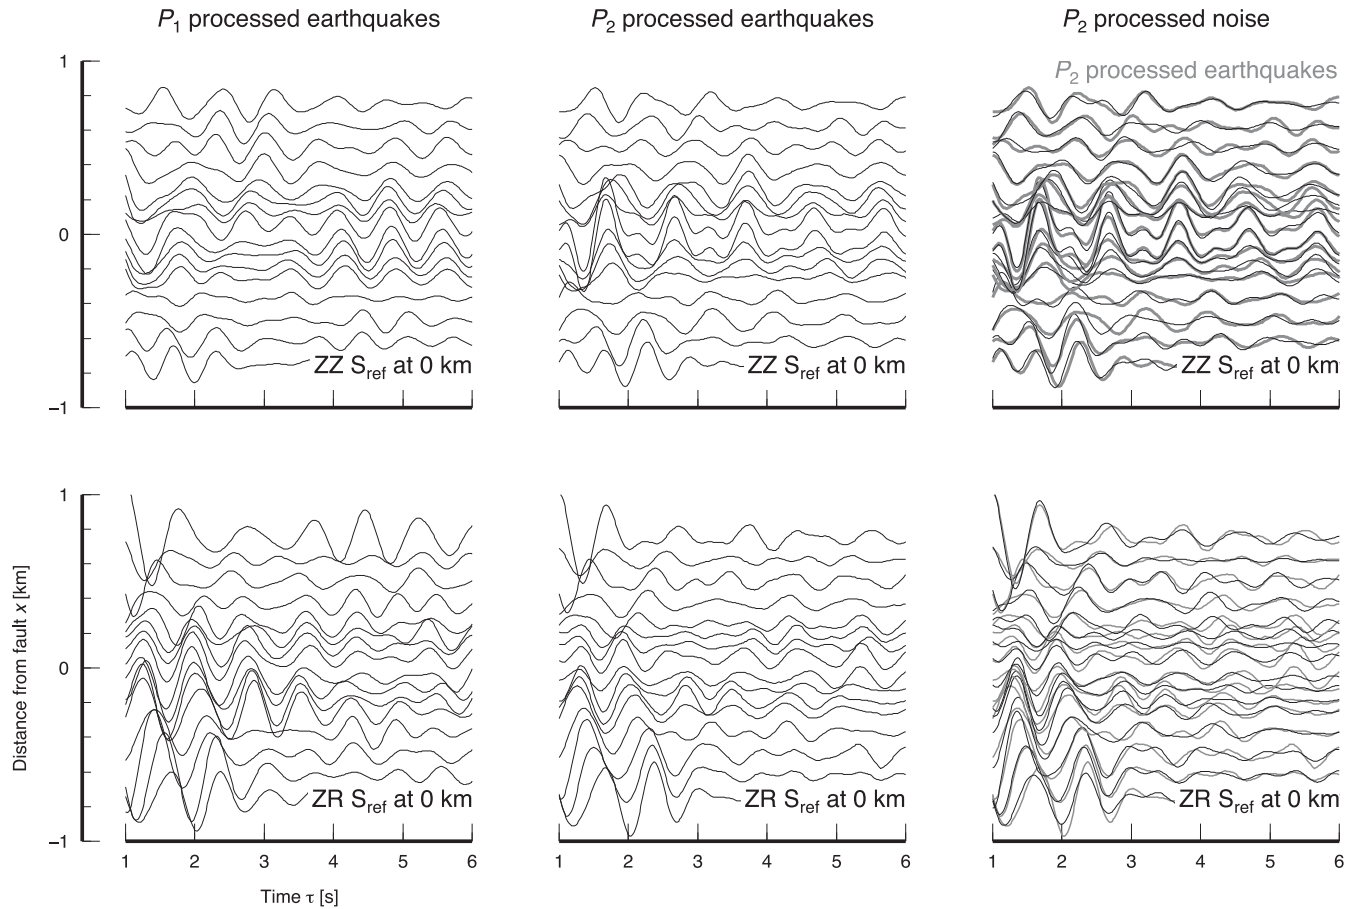 P1 processed earthquakes
P2 processed earthquakes
P2 processed noise
P2 processed earthquakes
1
0
−1
ZZ Sref at 0 km
ZZ Sref at 0 km
ZZ Sref at 0 km
Distance from fault x [km]
1
0
−1
ZR Sref at 0 km
ZR Sref at 0 km
ZR Sref at 0 km
1 2 3 4 5 6
1 2 3 4 5 6
1 2 3 4 5 6
Time τ [s]